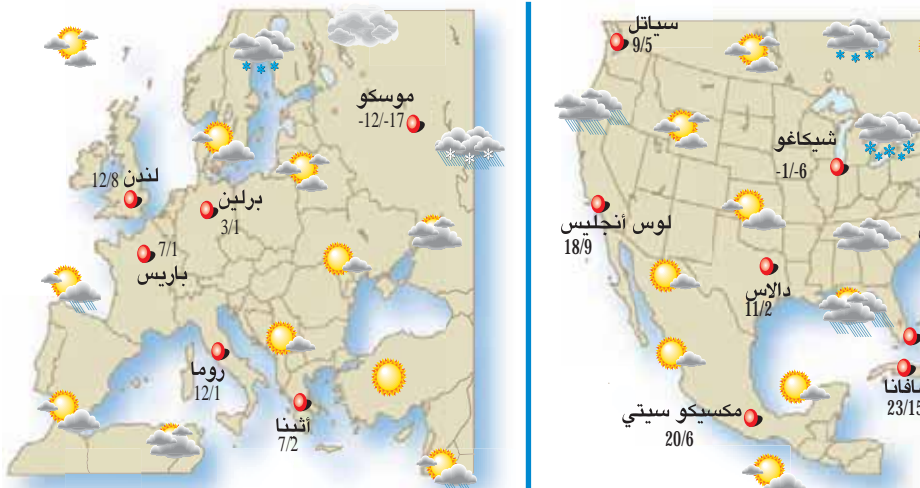 سياتل
9/5
شيكاغو
-1/-6
لوس أنجليس
18/9
دالاس
11/2
مكسيكو سيتي
20/6
23/15
موسكو
-12/-17
لندن 12/8
برلين
3/1
7/1
باريس
روما
12/1
أثينا
7/2